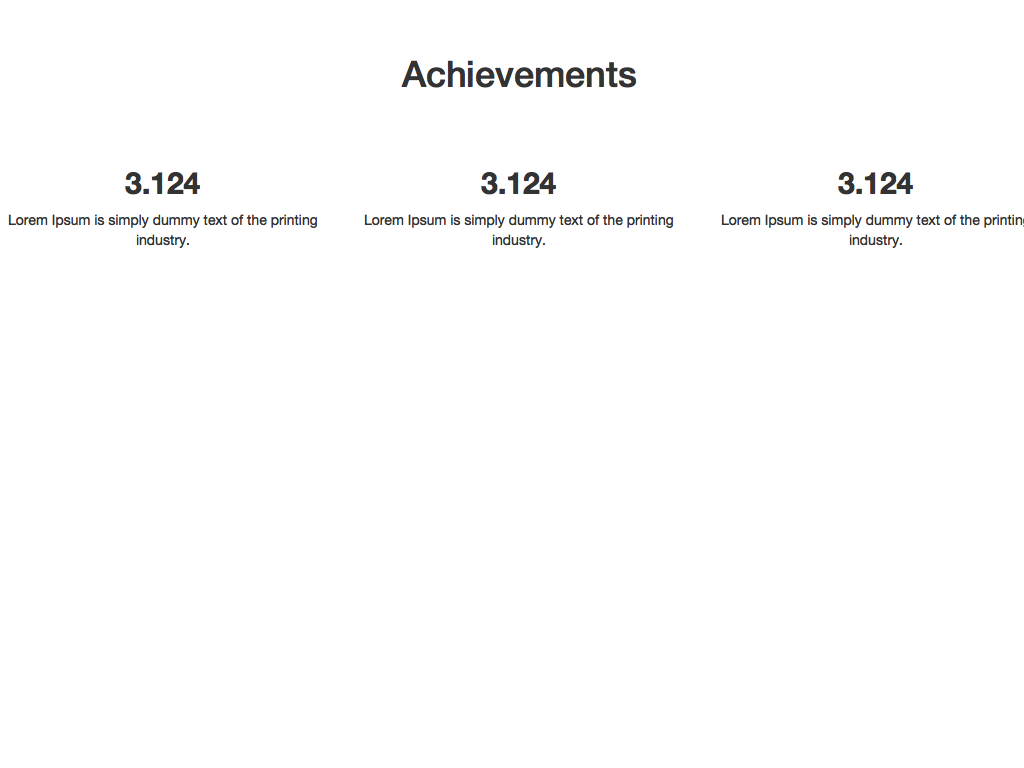 Achievements
3.124
Lorem Ipsum is simply dummy text of the printing
industry.
3.124
Lorem Ipsum is simply dummy text of the printing
industry.
3.124
Lorem Ipsum is simply dummy text of the printing
industry.